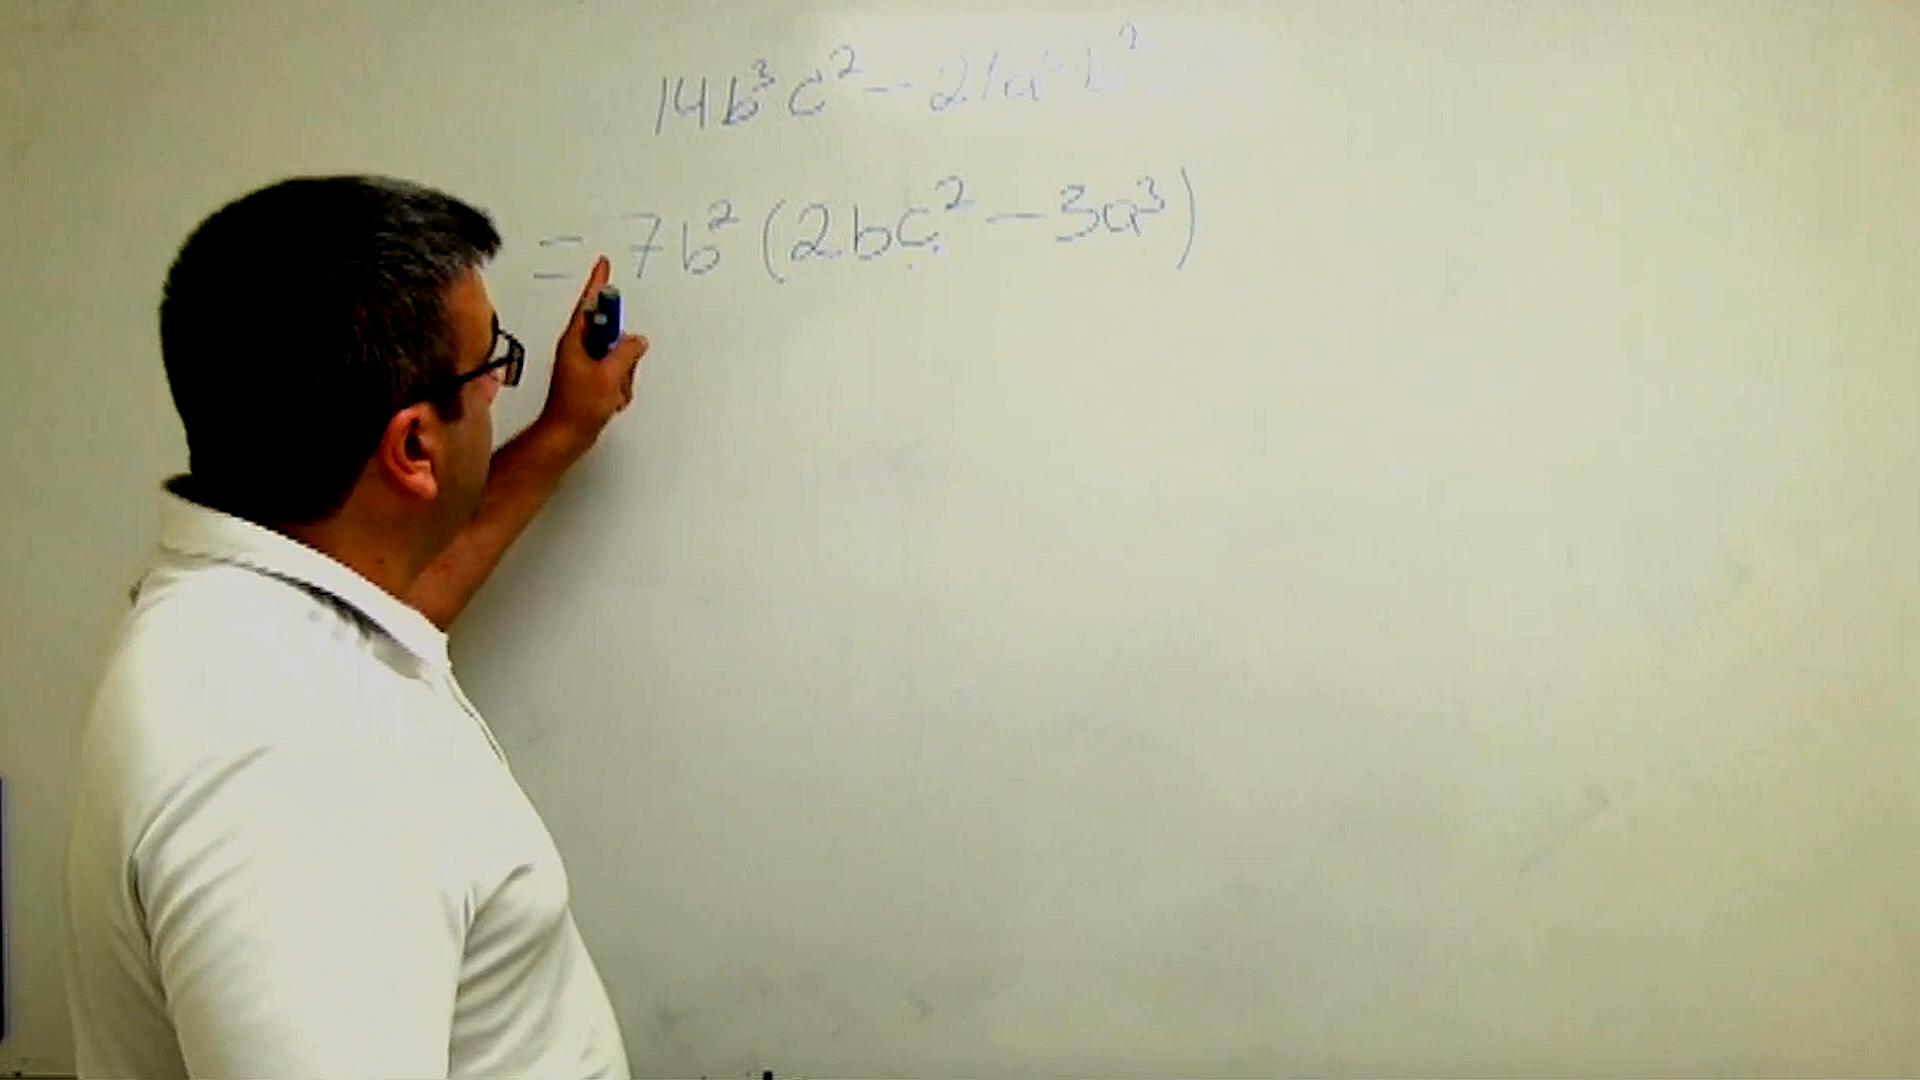 14b³c² - 21a³b²
= 7b² (2bc² - 3a³)